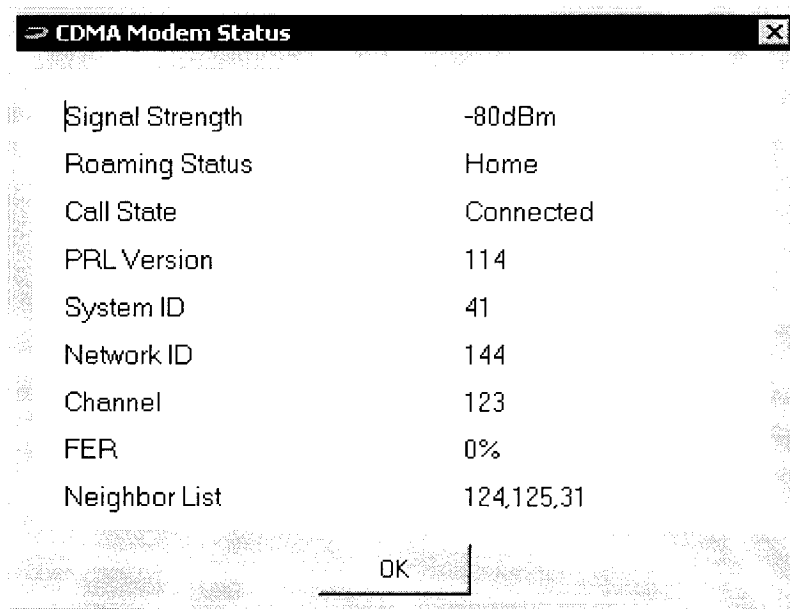 CDMA Modem Status
Signal Strength -80dBm
Roaming Status Home
Call State Connected
PRL Version 114
System ID 41
Network ID 144
Channel 123
FER 0%
Neighbor List 124,125,31
OK